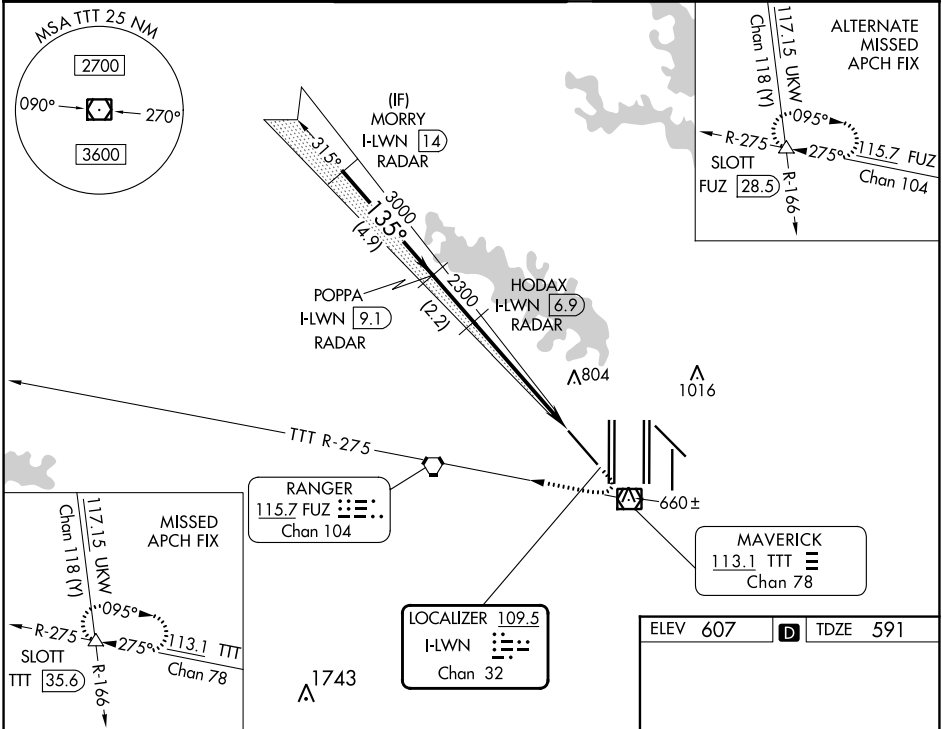 MSA TTT 25 NM
2700
090°
270°
3600
(IF)
MORRY
I-LWN 14
RADAR
315°
3000
135°
(4.9)
2300
(2.2)
POPPA
I-LWN 9.1
RADAR
HODAX
I-LWN 6.9
RADAR
804
1016
ALTERNATE
MISSED
APCH FIX
117.15 UKW
Chan 118 (Y)
095°
R-275
275°
115.7 FUZ
Chan 104
SLOTT
FUZ 28.5
R-166
TTT R-275
RANGER
115.7 FUZ
Chan 104
660±
MAVERICK
113.1 TTT
Chan 78
LOCALIZER 109.5
I-LWN
Chan 32
MISSED
APCH FIX
117.15 UKW
Chan 118 (Y)
095°
R-275
275°
113.1 TTT
Chan 78
SLOTT
TTT 35.6
R-166
1743
ELEV 607 D TDZE 591